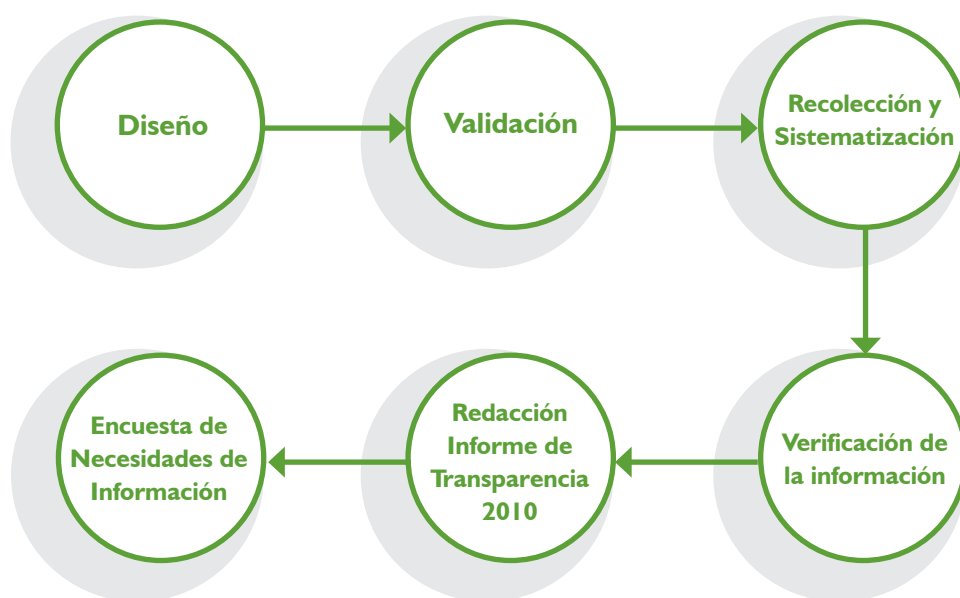 Diseño
Validación
Recolección y
Sistematización
Verificación de
la información
Redacción
Informe de
Transparencia
2010
Encuesta de
Necesidades de
Información